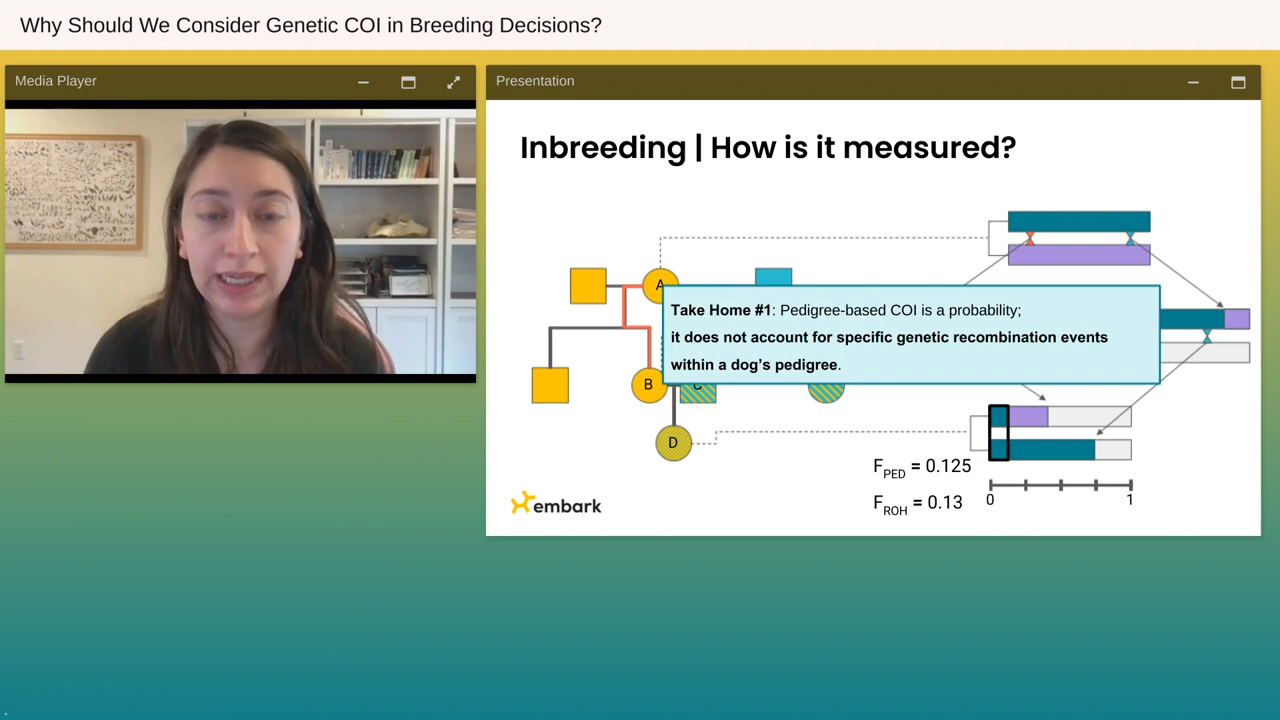 Why Should We Consider Genetic COI in Breeding Decisions?
Media Player
Presentation
Inbreeding | How is it measured?
A
Take Home #1: Pedigree-based COI is a probability;
it does not account for specific genetic recombination events
within a dog's pedigree.
B
C
D
F PED = 0.125
F ROH = 0.13
0
1
embark